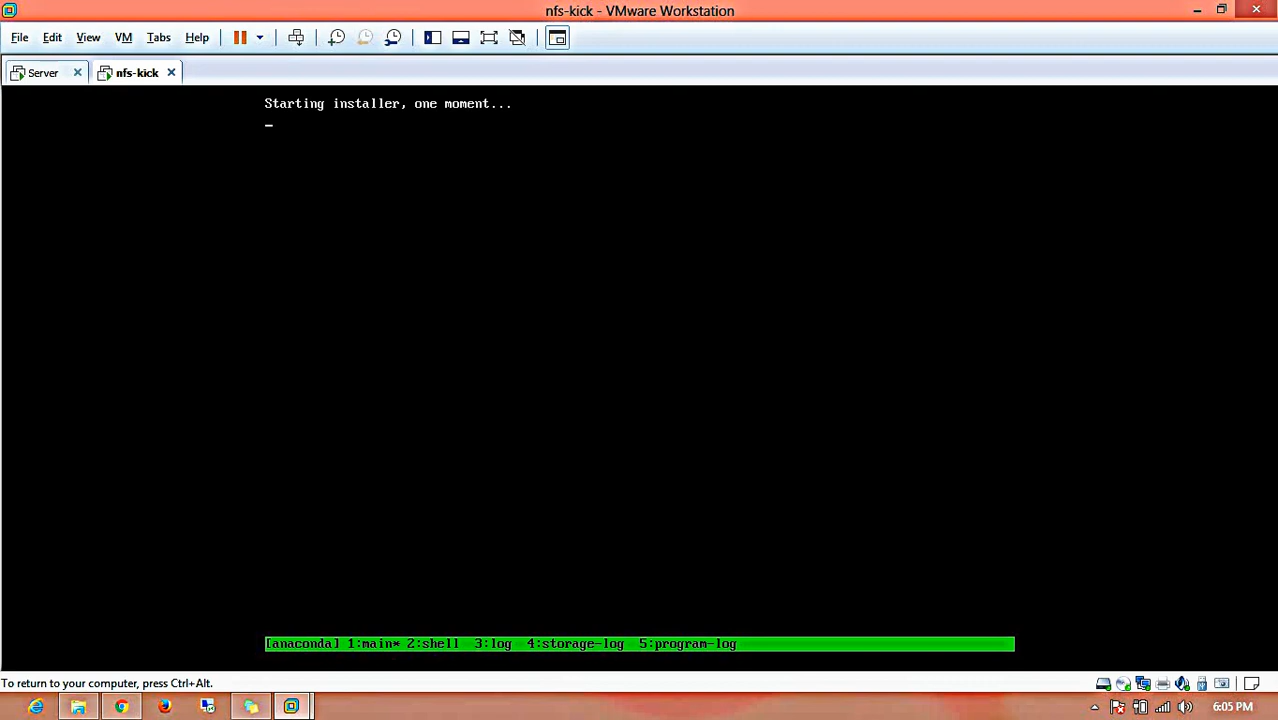 nfs-kick - VMware Workstation
File Edit View VM Tabs Help
Server nfs-kick
Starting installer, one moment...
[anaconda] 1:main* 2:shell 3:log 4:storage-log 5:program-log
To return to your computer, press Ctrl+Alt.
6:05 PM